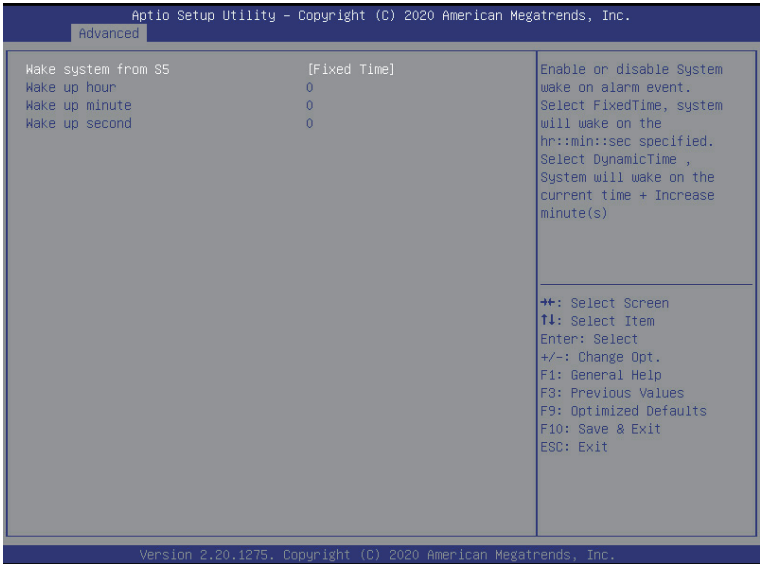 Aptio Setup Utility – Copyright (C) 2020 American Megatrends, Inc.
Advanced
Wake system from S5 [Fixed Time]
Wake up hour 0
Wake up minute 0
Wake up second 0
Enable or disable System
wake on alarm event.
Select FixedTime, system
will wake on the
hr::min::sec specified.
Select DynamicTime ,
System will wake on the
current time + Increase
minute(s)
→←: Select Screen
↑↓: Select Item
Enter: Select
+/-: Change Opt.
F1: General Help
F3: Previous Values
F9: Optimized Defaults
F10: Save & Exit
ESC: Exit
Version 2.20.1275. Copyright (C) 2020 American Megatrends, Inc.